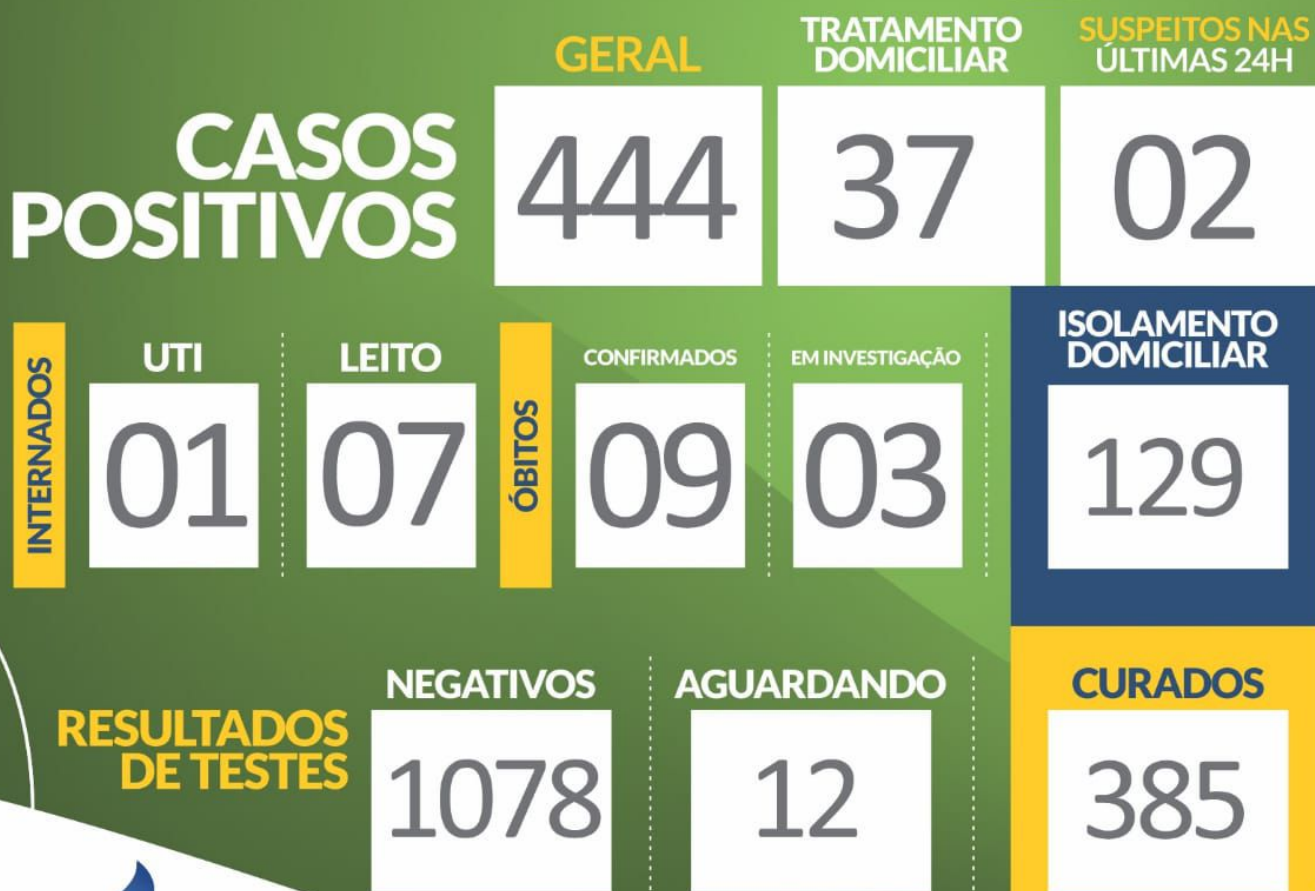 GERAL
TRATAMENTO
DOMICILIAR
SUSPEITOS NAS
ÚLTIMAS 24H
CASOS
POSITIVOS
444
37
02
INTERNADOS
UTI
01
LEITO
07
ÓBITOS
CONFIRMADOS
09
EM INVESTIGAÇÃO
03
ISOLAMENTO
DOMICILIAR
129
RESULTADOS
DE TESTES
NEGATIVOS
1078
AGUARDANDO
12
CURADOS
385